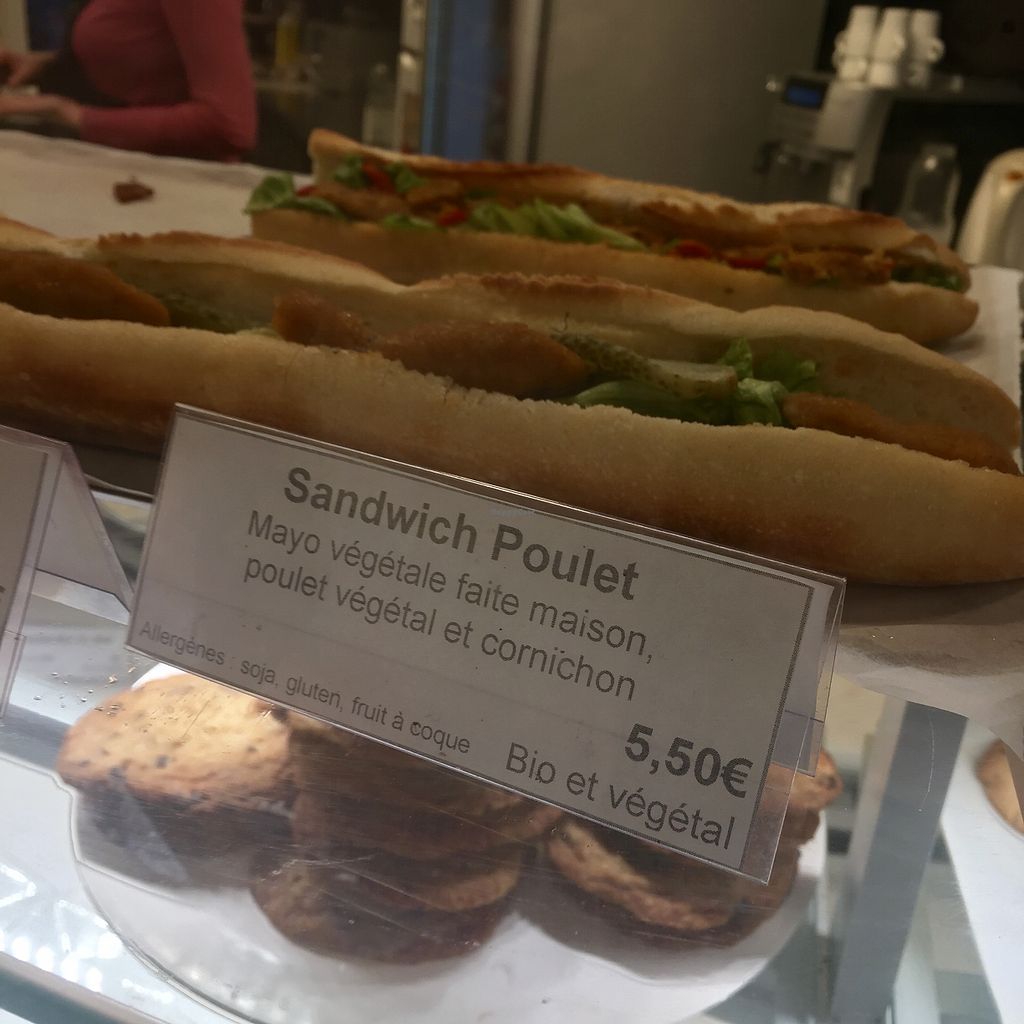 Sandwich Poulet
Mayo végétale faite maison,
poulet végétal et cornichon
Allergènes : soja, gluten, fruit à coque
5,50€
Bio et végétal